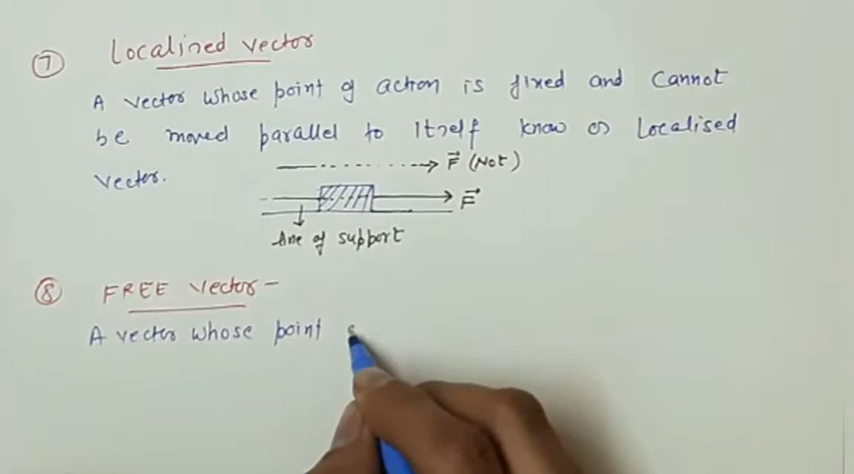 ⑦ Localized vector
A vector whose point of action is fixed and cannot
be moved parallel to itself know as localised
vector.
F⃗ (Not)
F⃗
line of support
⑧ FREE vector-
A vector whose point